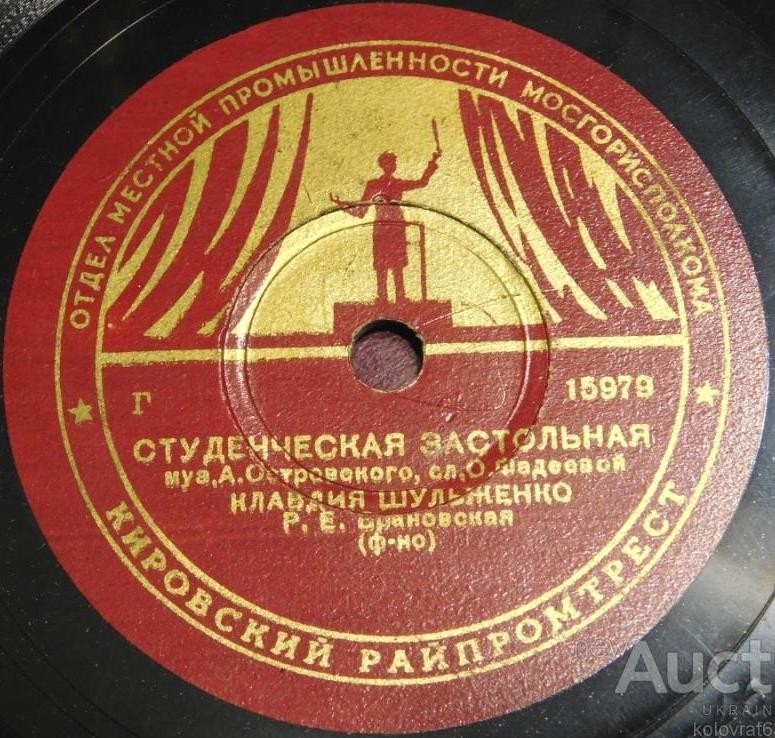 ОТДЕЛ МЕСТНОЙ ПРОМЫШЛЕННОСТИ МОСГОРИСПОЛКОМА
Г 15979
СТУДЕНЧЕСКАЯ ЗАСТОЛЬНАЯ
муз. А. Островского, сл. О. Фадеевой
КЛАВДИЯ ШУЛЬЖЕНКО
Р. Е. Брановская
(ф-но)
КИРОВСКИЙ РАЙПРОМТРЕСТ
NEW
Auct
UKRAIN
kolovrat6